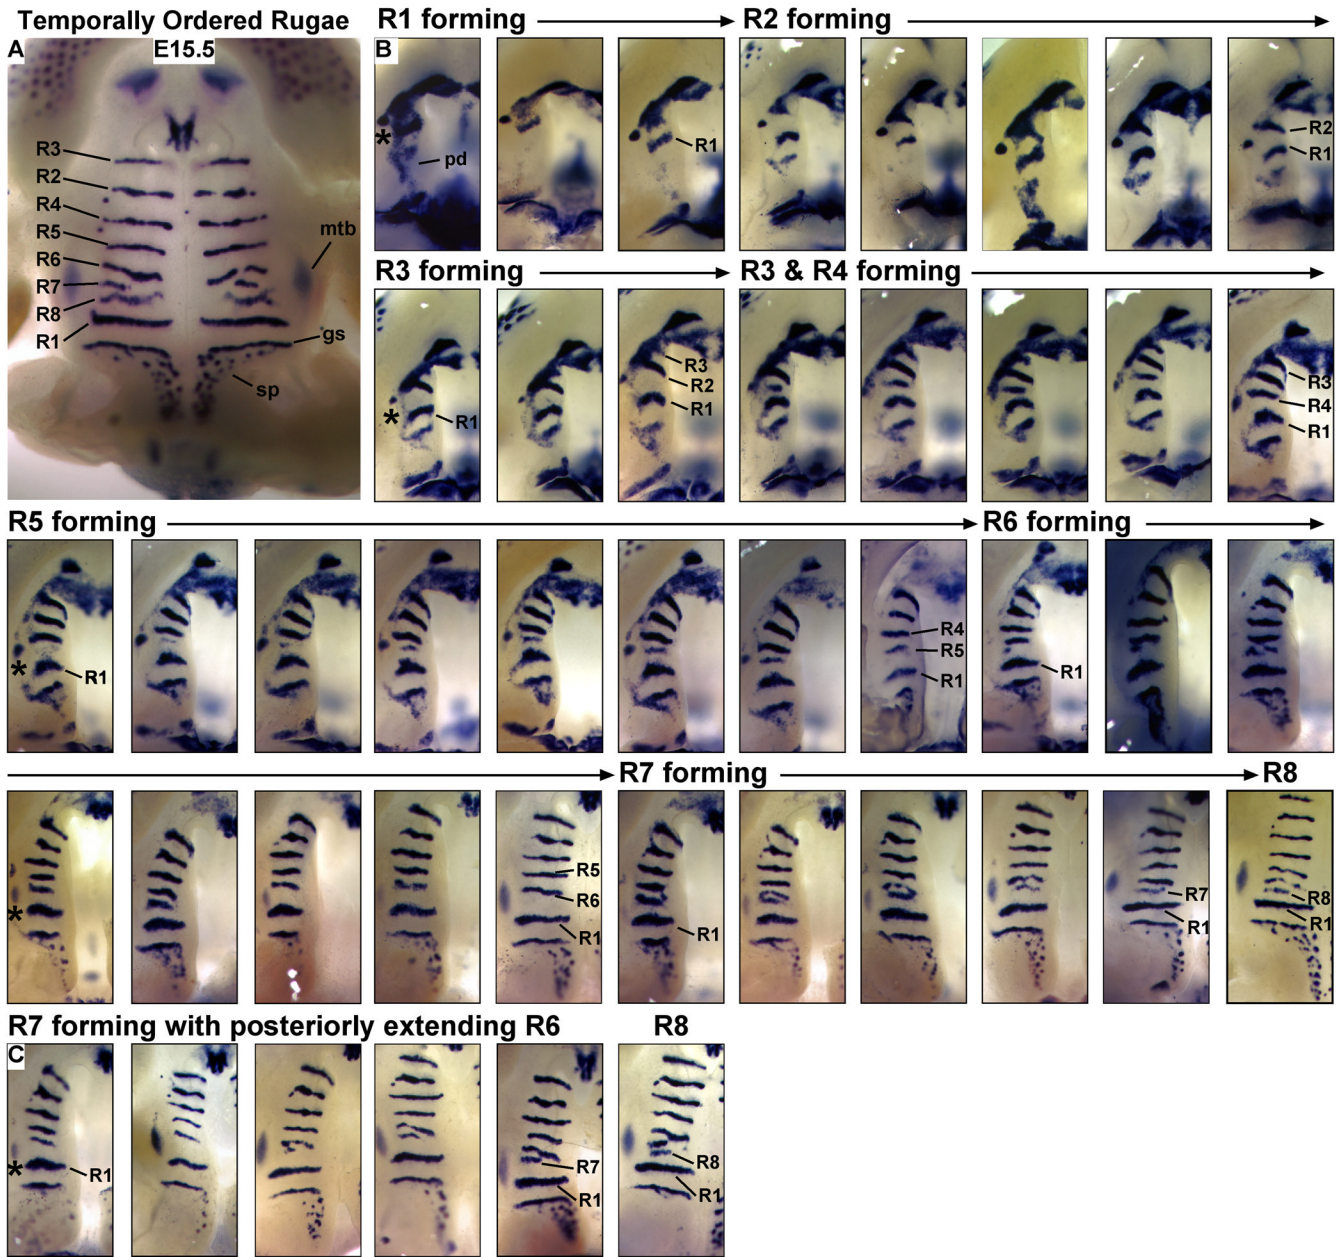 Temporally Ordered Rugae
R1 forming
R2 forming
A
E15.5
B
R3
R2
R4
R5
R6
R7
R8
R1
mtb
gs
sp
*
pd
R1
R2
R1
R3 forming
R3 & R4 forming
*
R1
R3
R2
R1
R3
R4
R1
R5 forming
R6 forming
*
R1
R4
R5
R1
R1
R7 forming
R8
*
R5
R6
R1
R1
R7
R1
R8
R1
R7 forming with posteriorly extending R6
R8
C
*
R1
R7
R1
R8
R1